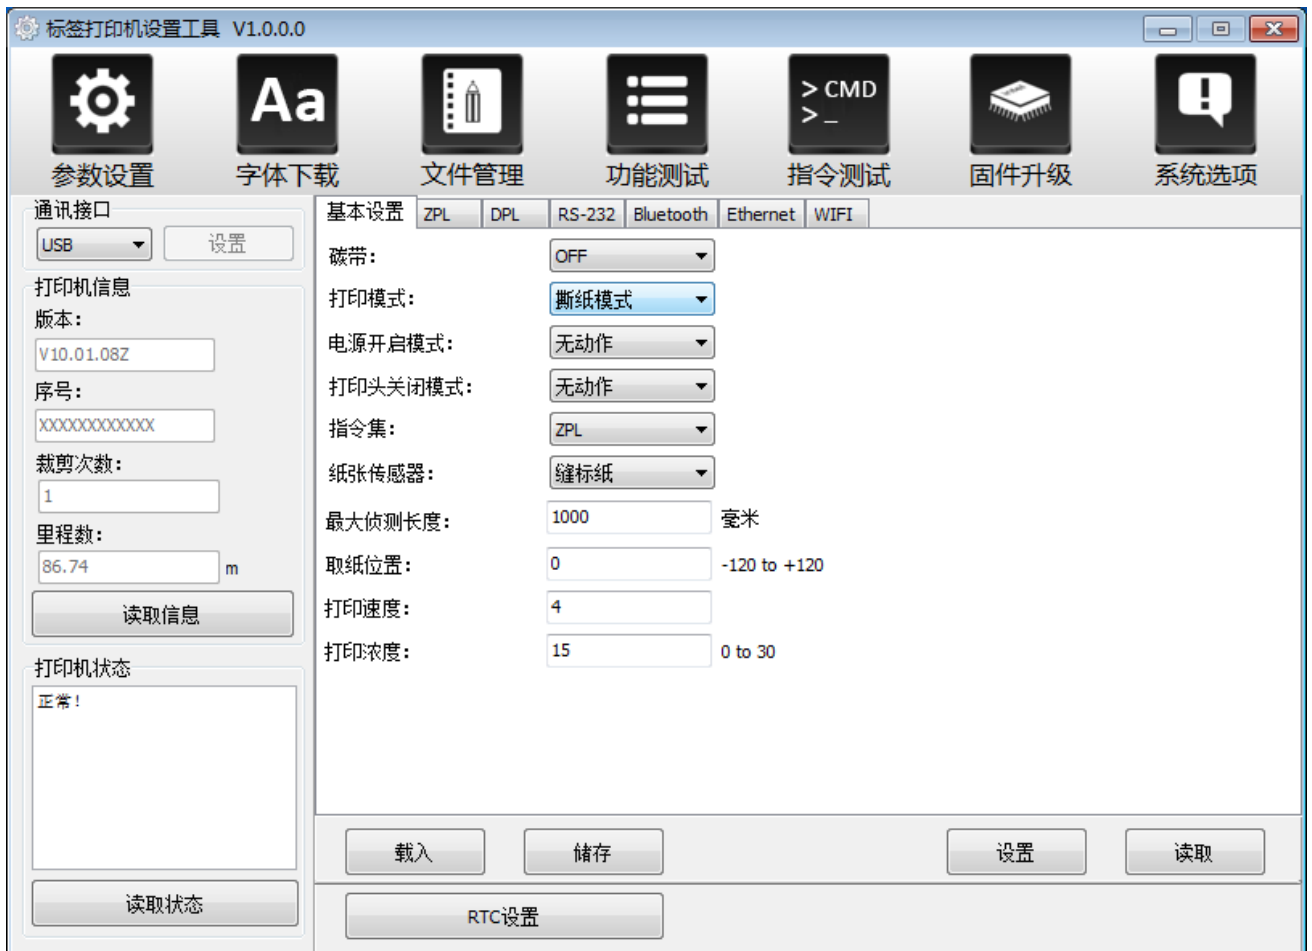 标签打印机设置工具 V1.0.0.0
Aa
> CMD
> _
参数设置 字体下载 文件管理 功能测试 指令测试 固件升级 系统选项
通讯接口
USB 设置
打印机信息
版本:
V10.01.08Z
序号:
XXXXXXXXXXXX
裁剪次数:
1
里程数:
86.74 m
读取信息
打印机状态
正常!
读取状态
基本设置 ZPL DPL RS-232 Bluetooth Ethernet WIFI
碳带: OFF
打印模式: 撕纸模式
电源开启模式: 无动作
打印头关闭模式: 无动作
指令集: ZPL
纸张传感器: 缝标纸
最大侦测长度: 1000 毫米
取纸位置: 0 -120 to +120
打印速度: 4
打印浓度: 15 0 to 30
载入 储存 设置 读取
RTC设置